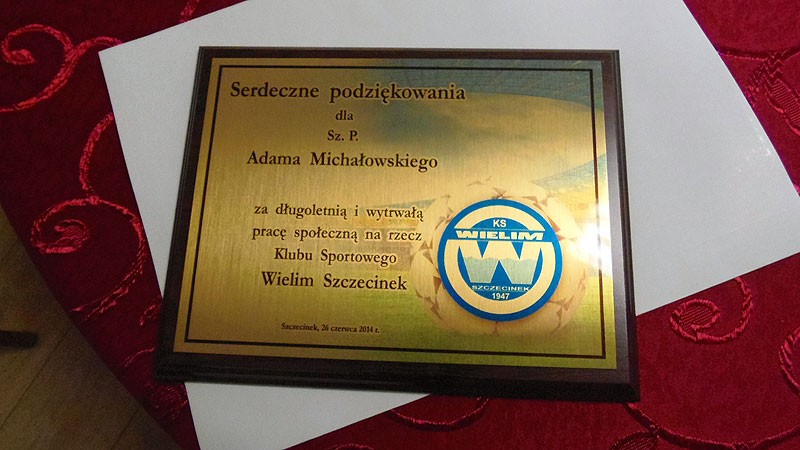 Serdeczne podziękowania
dla
Sz. P.
Adama Michałowskiego
za długoletnią i wytrwałą
pracę społeczną na rzecz
Klubu Sportowego
Wielim Szczecinek
Szczecinek, 26 czerwca 2014 r.
KS
WIELIM
W
SZCZECINEK
1947